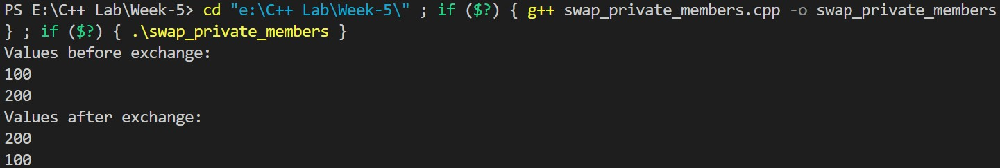 PS E:\C++ Lab\Week-5> cd "e:\C++ Lab\Week-5\" ; if ($?) { g++ swap_private_members.cpp -o swap_private_members
} ; if ($?) { .\swap_private_members }
Values before exchange:
100
200
Values after exchange:
200
100